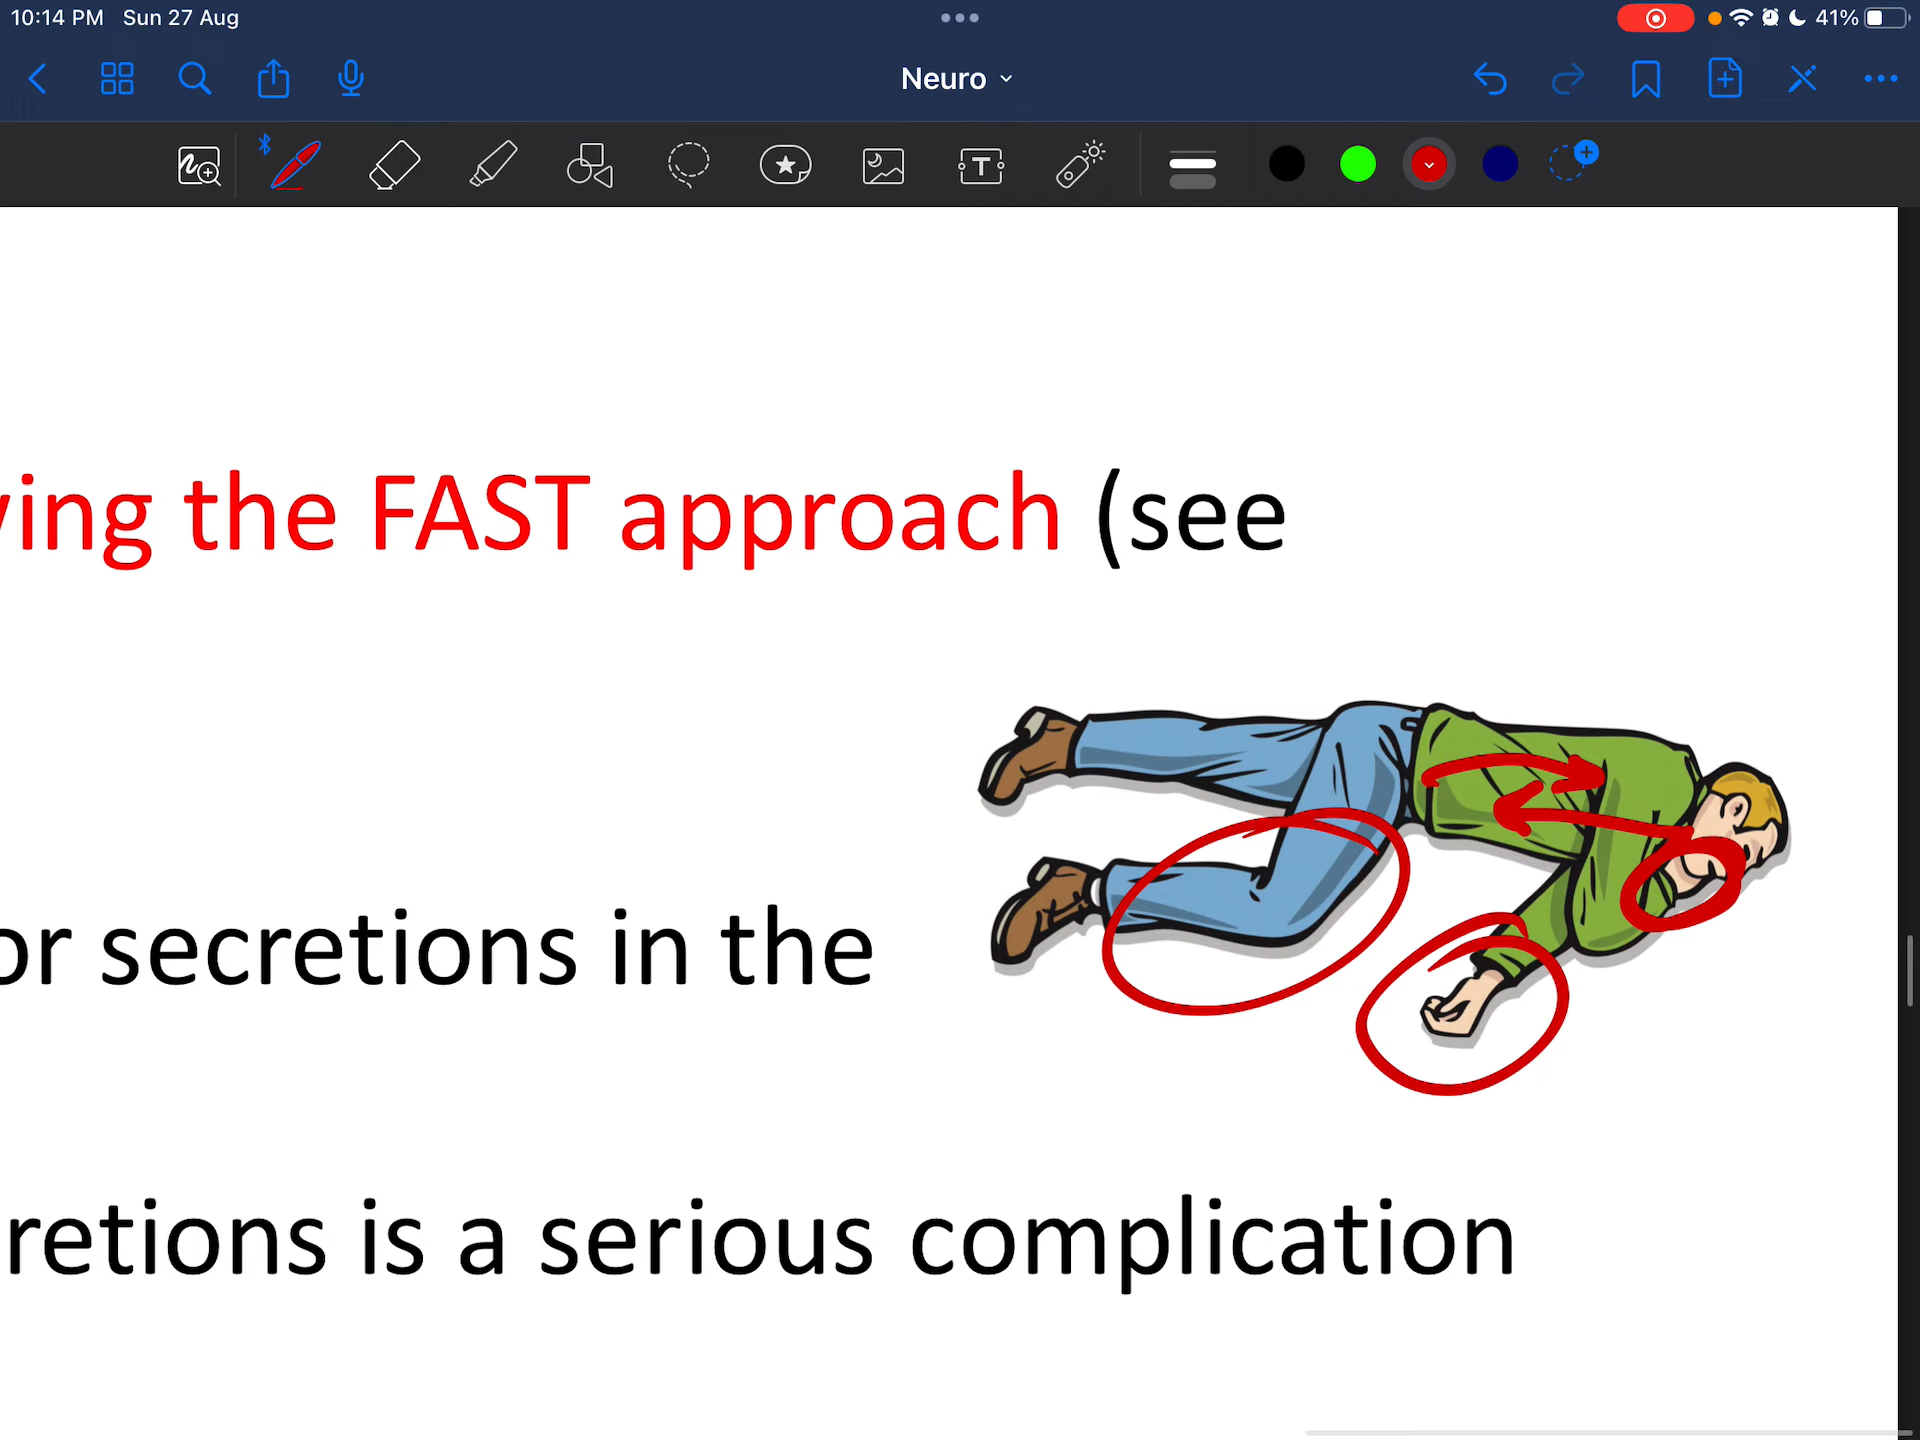 10:14 PM Sun 27 Aug
41%
Neuro
T
ing the FAST approach (see
or secretions in the
retions is a serious complication